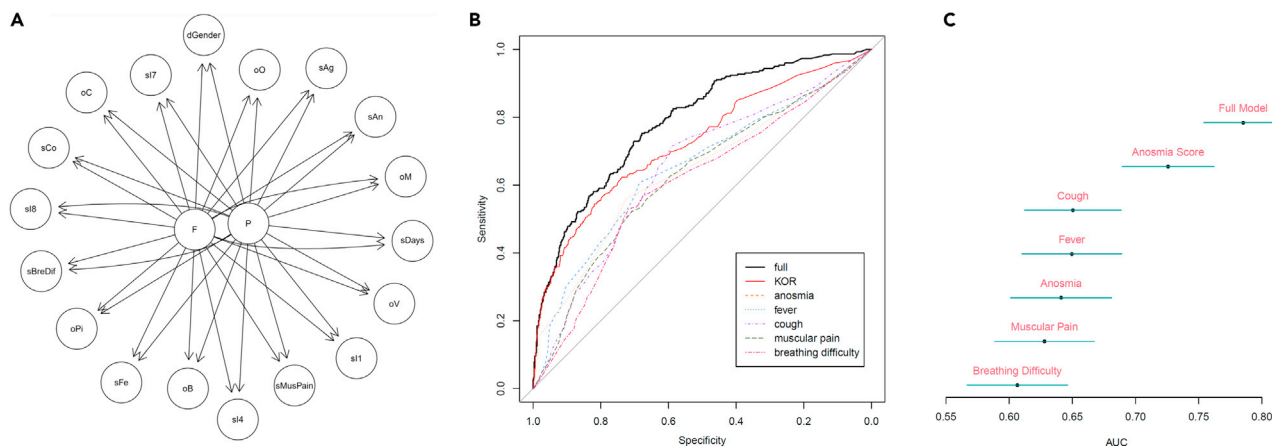 A
dGender
sI7
oO
sAg
oC
sAn
sCo
oM
sI8
F
P
sDays
sBreDif
oV
oPi
sI1
sFe
oB
sMusPain
sI4
B
1.0
0.8
0.6
0.4
0.2
0.0
Sensitivity
full
KOR
anosmia
fever
cough
muscular pain
breathing difficulty
1.0
0.8
0.6
0.4
0.2
0.0
Specificity
C
Full Model
Anosmia Score
Cough
Fever
Anosmia
Muscular Pain
Breathing Difficulty
0.55
0.60
0.65
0.70
0.75
0.80
AUC